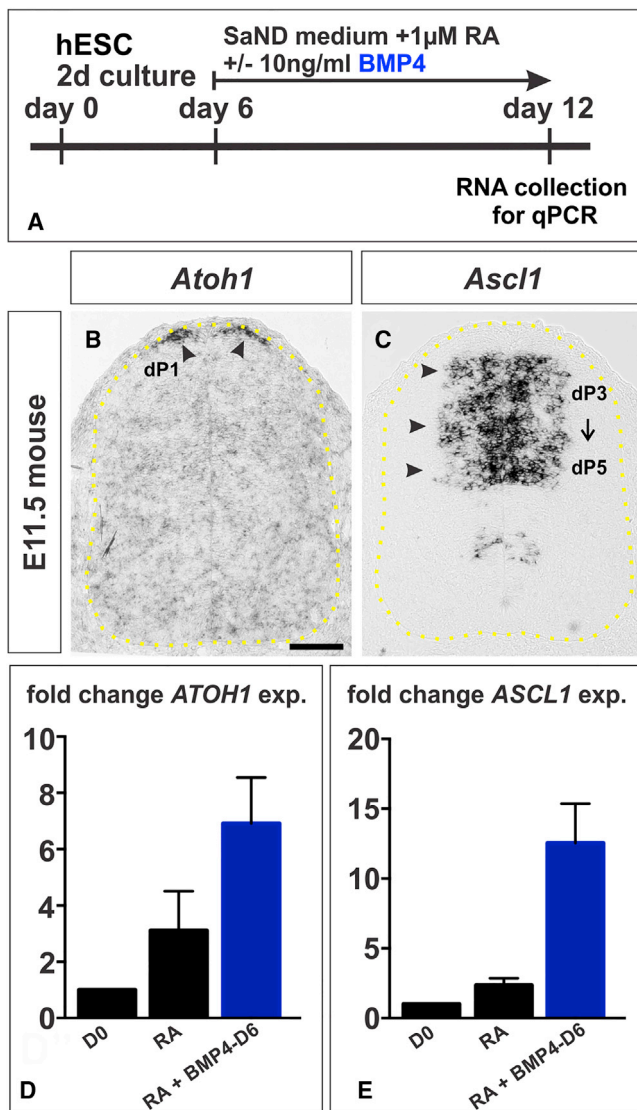 hESC
2d culture
SaND medium +1µM RA
+/- 10ng/ml BMP4
day 0
day 6
day 12
RNA collection
for qPCR
A
Atoh1
Ascl1
E11.5 mouse
B
dP1
C
dP3
dP5
fold change ATOH1 exp.
10
8
6
4
2
0
D0
RA
RA + BMP4-D6
D
fold change ASCL1 exp.
20
15
10
5
0
D0
RA
RA + BMP4-D6
E